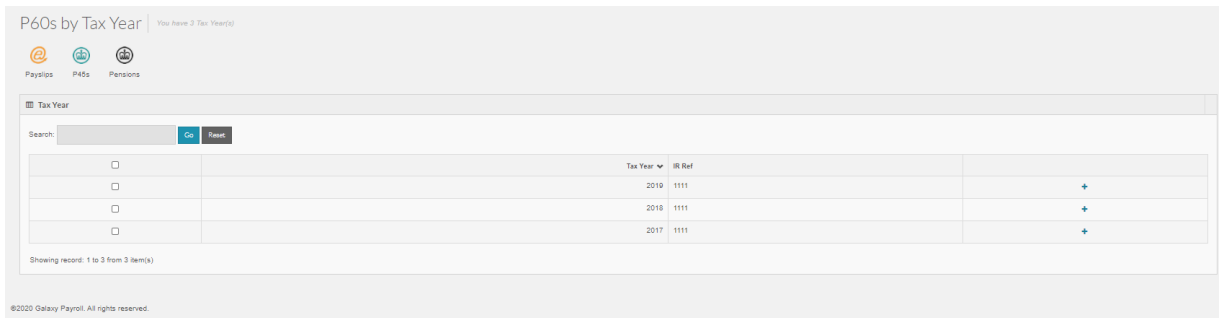 P60s by Tax Year You have 3 Tax Year(s)
Payslips P45s Pensions
Tax Year
Search: Go Reset
Tax Year IR Ref
2019 1111
2018 1111
2017 1111
Showing record: 1 to 3 from 3 item(s)
©2020 Galaxy Payroll. All rights reserved.